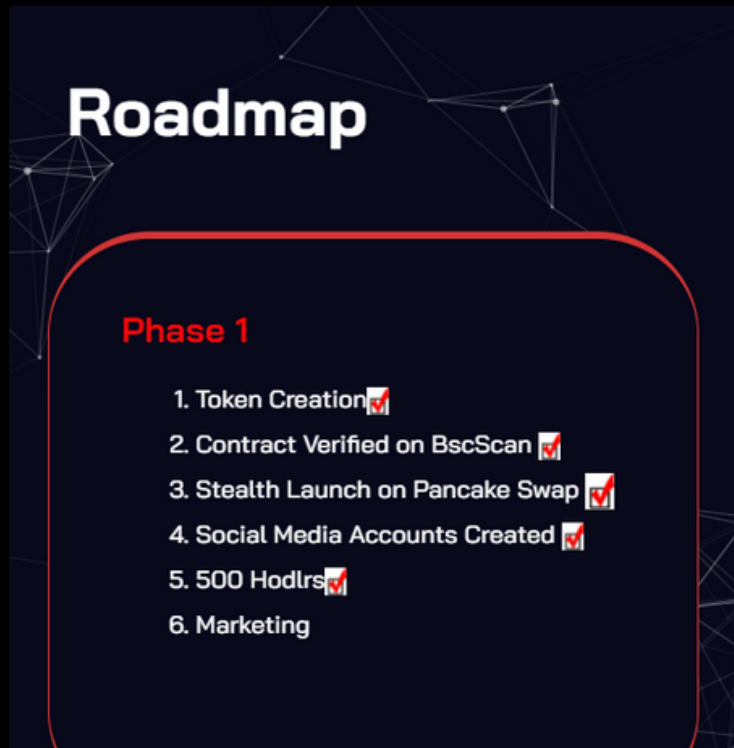 Roadmap
Phase 1
1. Token Creation
2. Contract Verified on BscScan
3. Stealth Launch on Pancake Swap
4. Social Media Accounts Created
5. 500 Hodlrs
6. Marketing